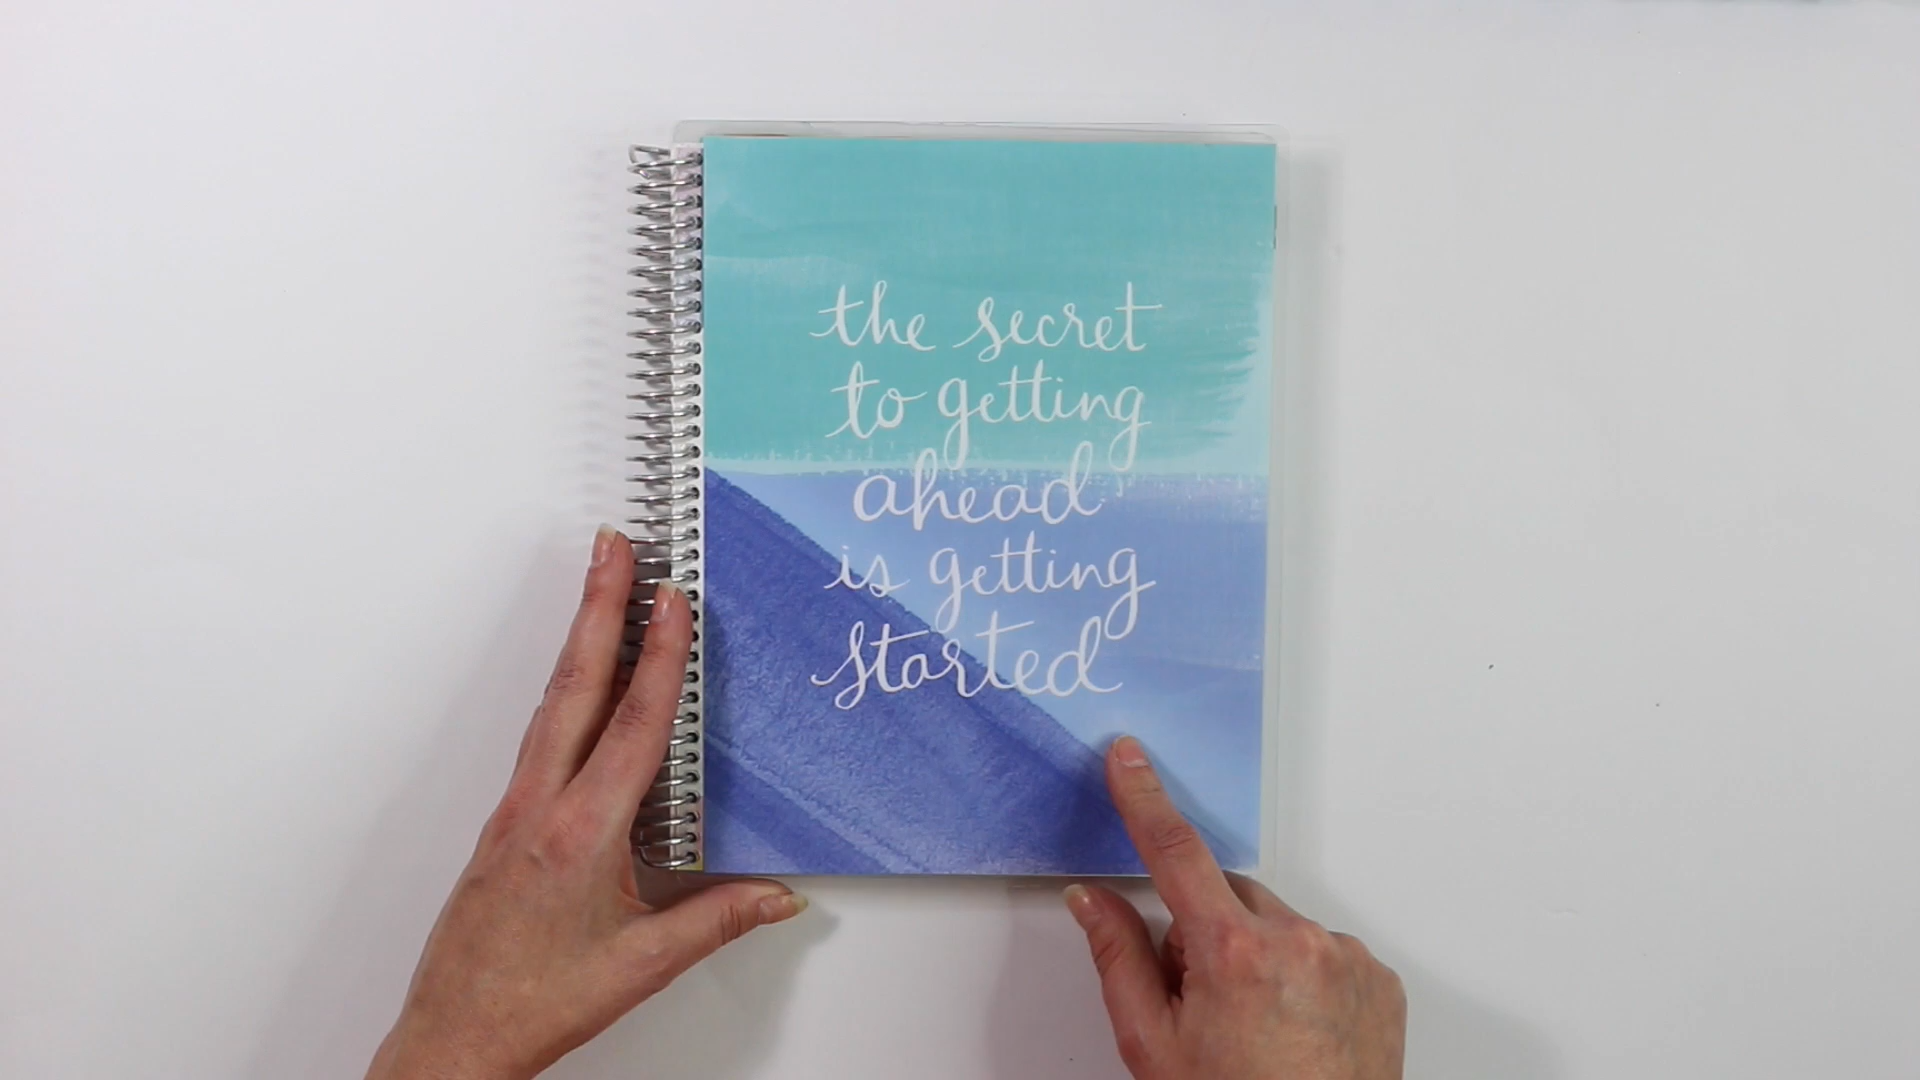 the secret
to getting
ahead
is getting
started